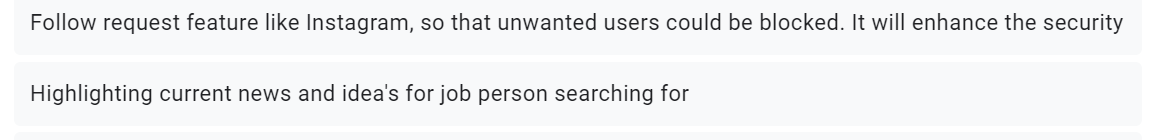 Follow request feature like Instagram, so that unwanted users could be blocked. It will enhance the security
Highlighting current news and idea's for job person searching for